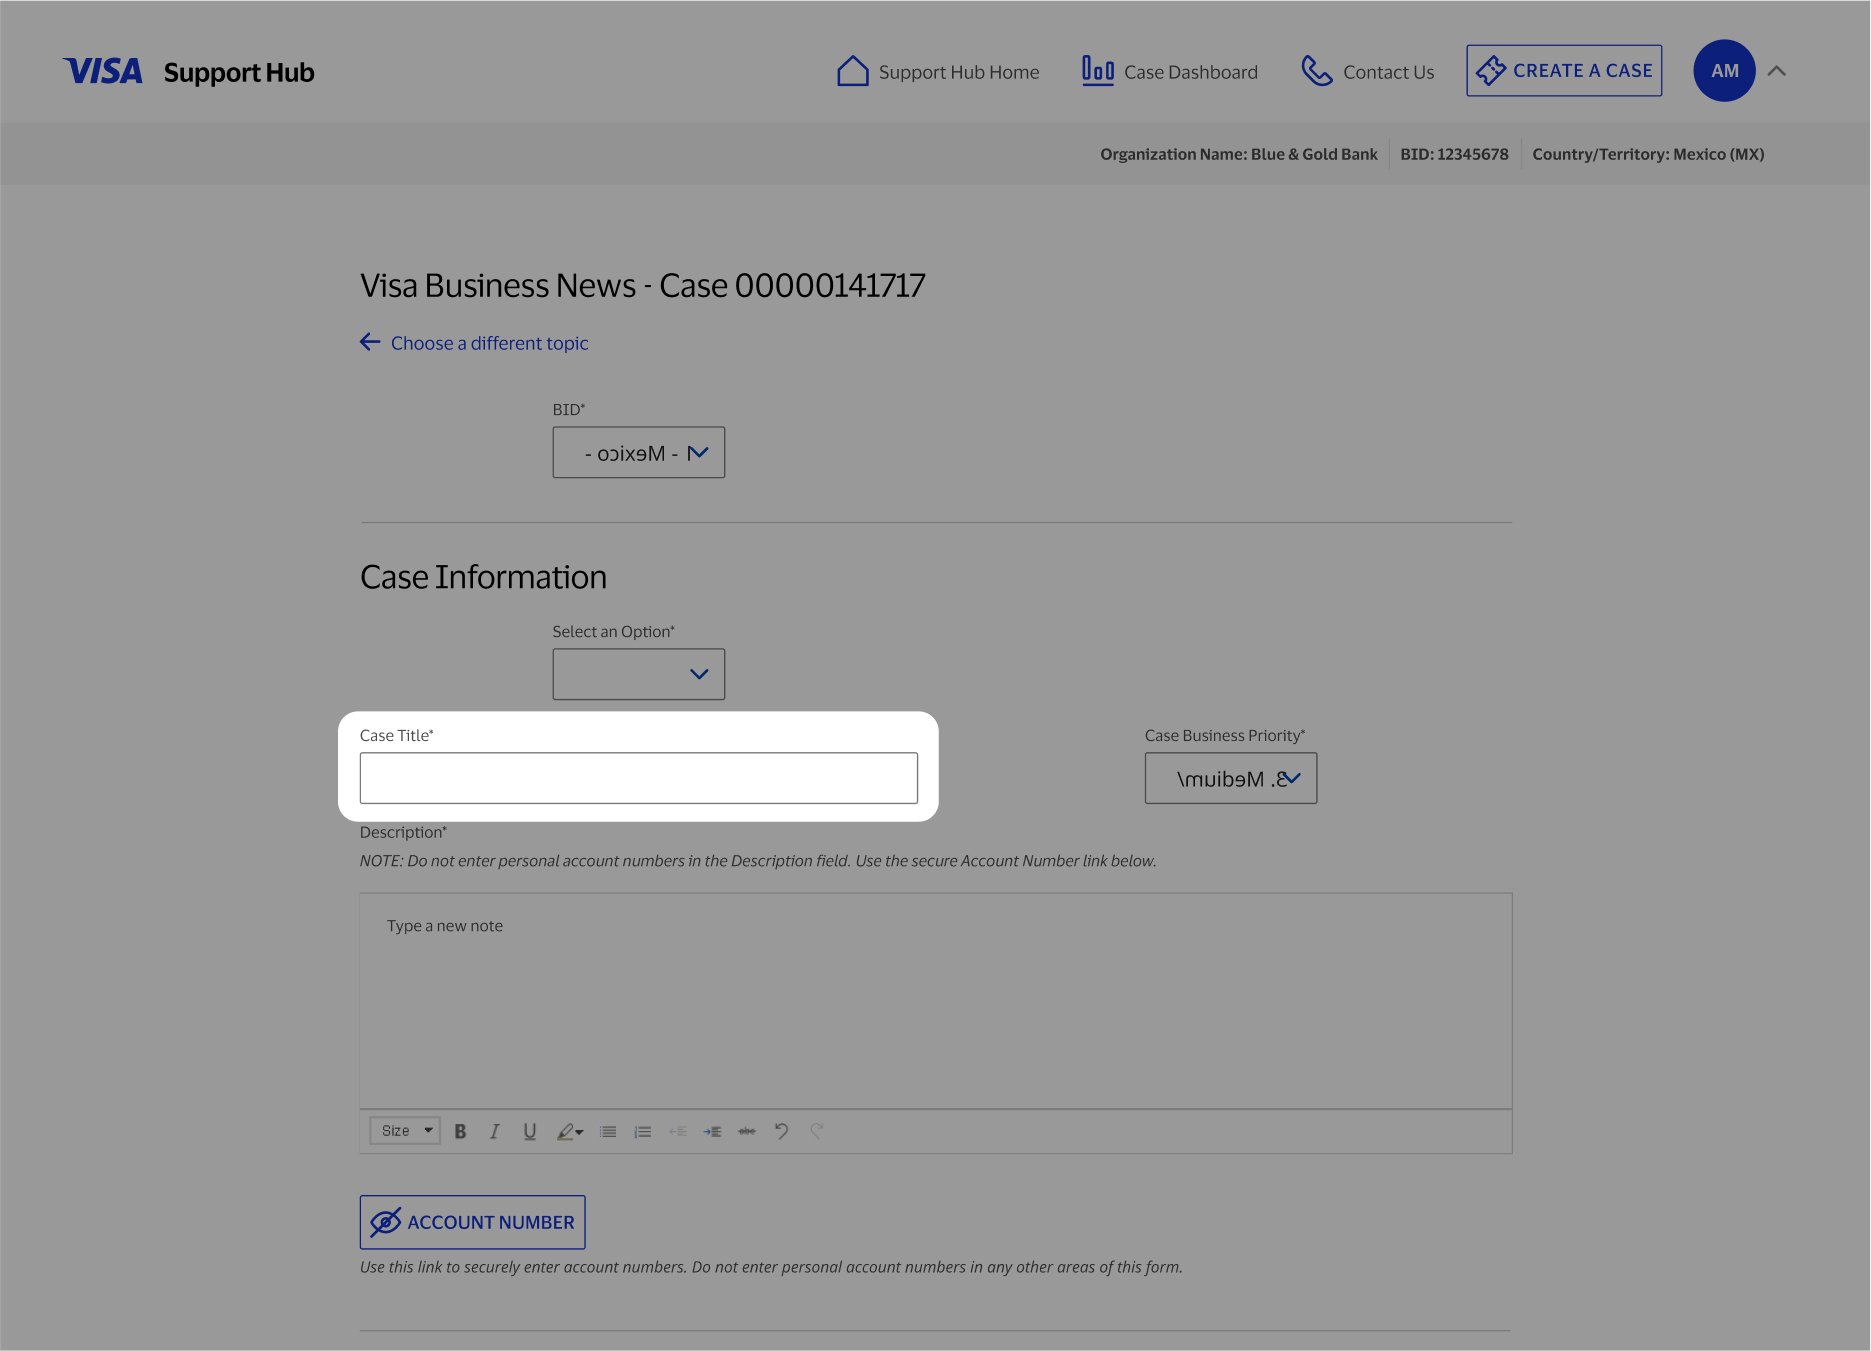 VISA Support Hub
Support Hub Home
Case Dashboard
Contact Us
CREATE A CASE
AM
Organization Name: Blue & Gold Bank
BID: 12345678
Country/Territory: Mexico (MX)
Visa Business News - Case 00000141717
Choose a different topic
BID*
- Mexico -
Case Information
Select an Option*
Case Title*
Case Business Priority*
3. Medium/
Description*
NOTE: Do not enter personal account numbers in the Description field. Use the secure Account Number link below.
Type a new note
Size B I U abc
ACCOUNT NUMBER
Use this link to securely enter account numbers. Do not enter personal account numbers in any other areas of this form.